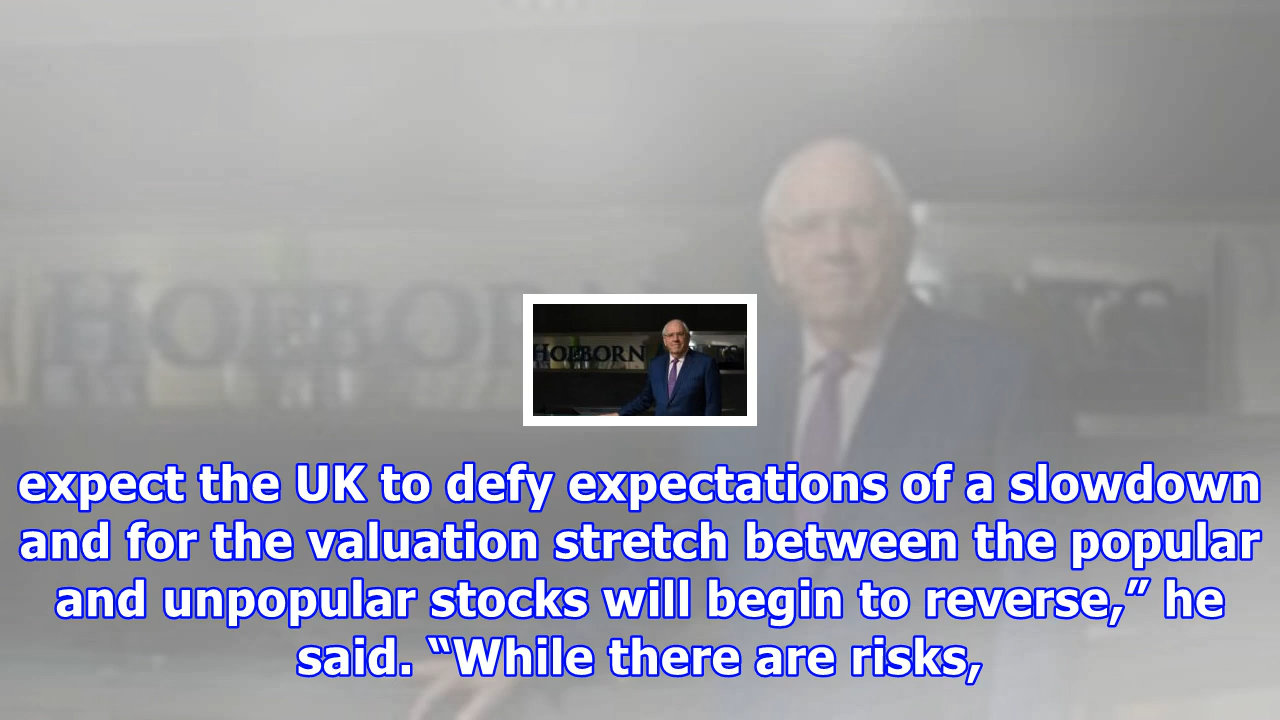 HOLBORN
expect the UK to defy expectations of a slowdown
and for the valuation stretch between the popular
and unpopular stocks will begin to reverse,” he
said. “While there are risks,